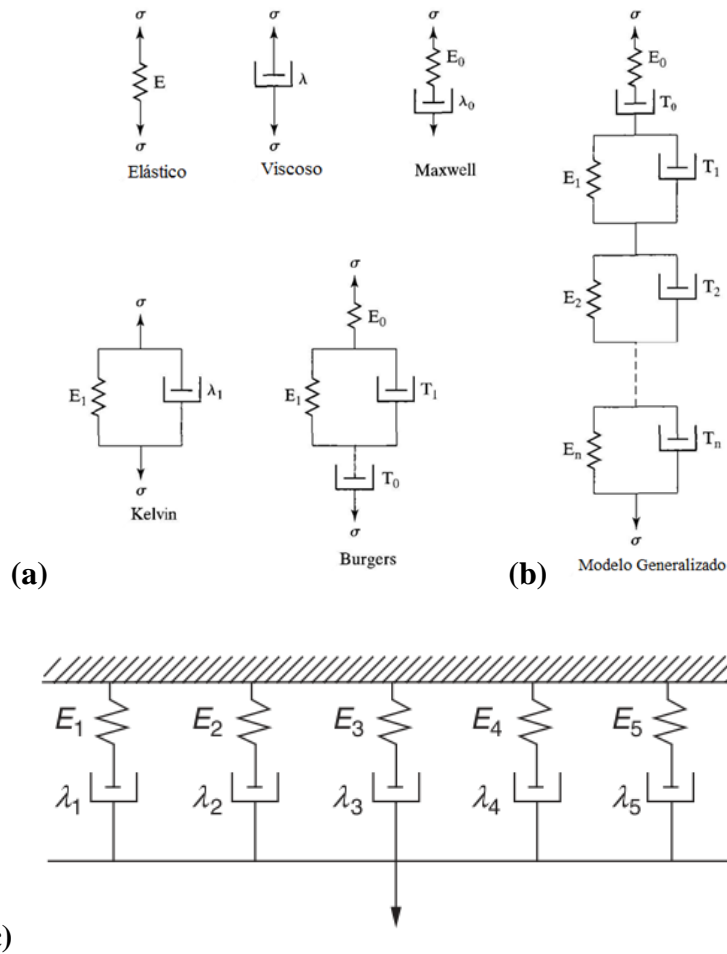 σ
E
σ
Elástico
σ
λ
σ
Viscoso
σ
E₀
λ₀
Maxwell
σ
E₁
λ₁
σ
Kelvin
σ
E₀
E₁
T₁
T₀
σ
Burgers
(a)
σ
E₀
T₀
E₁
T₁
E₂
T₂
Eₙ
Tₙ
σ
Modelo Generalizado
(b)
E₁ E₂ E₃ E₄ E₅
λ₁ λ₂ λ₃ λ₄ λ₅
)